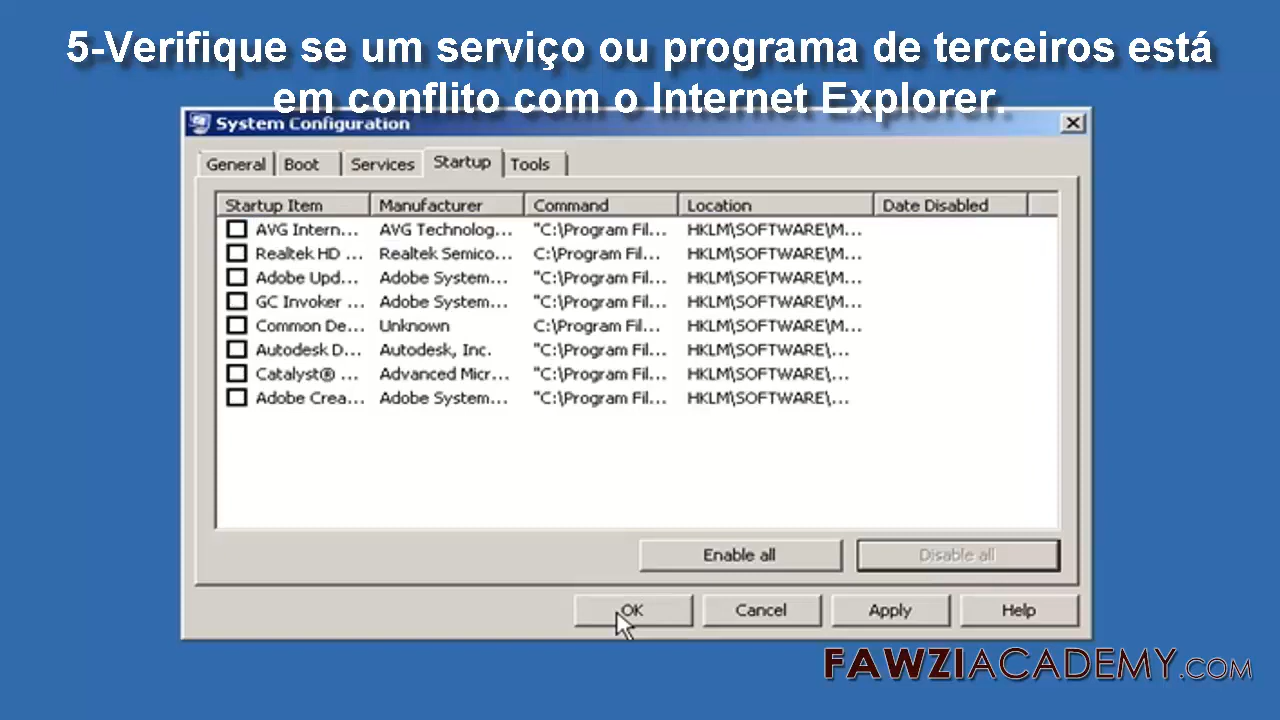 5-Verifique se um serviço ou programa de terceiros está
em conflito com o Internet Explorer.
System Configuration
General Boot Services Startup Tools
Startup Item Manufacturer Command Location Date Disabled
AVG Intern... AVG Technolog... "C:\Program Fil... HKLM\SOFTWARE\M...
Realtek HD ... Realtek Semico... C:\Program Fil... HKLM\SOFTWARE\M...
Adobe Upd... Adobe System... "C:\Program Fil... HKLM\SOFTWARE\M...
GC Invoker ... Adobe System... "C:\Program Fil... HKLM\SOFTWARE\M...
Common De... Unknown C:\Program Fil... HKLM\SOFTWARE\M...
Autodesk D... Autodesk, Inc. "C:\Program Fil... HKLM\SOFTWARE\...
Catalyst® ... Advanced Micr... "C:\Program Fil... HKLM\SOFTWARE\...
Adobe Crea... Adobe System... "C:\Program Fil... HKLM\SOFTWARE\...
Enable all Disable all
OK Cancel Apply Help
FAWZIACADEMY.COM